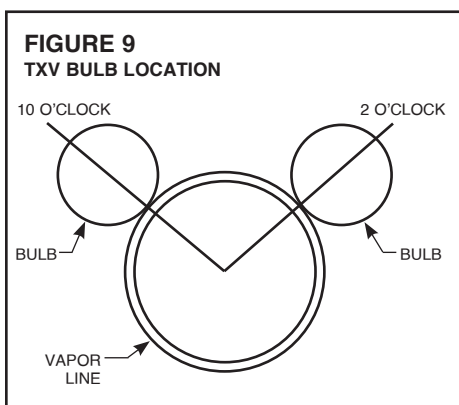 FIGURE 9
TXV BULB LOCATION
10 O'CLOCK
2 O'CLOCK
BULB
BULB
VAPOR
LINE